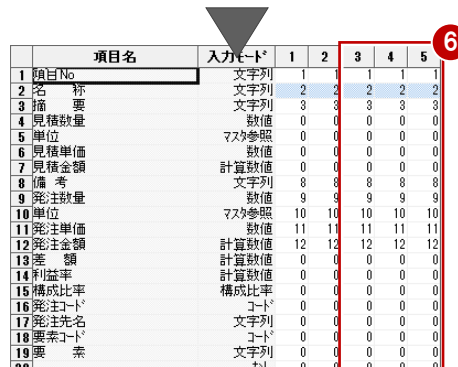 6
項目名 入力モード 1 2 3 4 5
1 項目No 文字列 1 1 1 1 1
2 名 称 文字列 2 2 2 2 2
3 摘 要 文字列 3 3 3 3 3
4 見積数量 数値 0 0 0 0 0
5 単位 マスタ参照 0 0 0 0 0
6 見積単価 数値 0 0 0 0 0
7 見積金額 計算数値 0 0 0 0 0
8 備 考 文字列 8 8 8 8 8
9 発注数量 数値 9 9 9 9 9
10 単位 マスタ参照 10 10 10 10 10
11 発注単価 数値 11 11 11 11 11
12 発注金額 計算数値 12 12 12 12 12
13 差 額 計算数値 0 0 0 0 0
14 利益率 計算数値 0 0 0 0 0
15 構成比率 構成比率 0 0 0 0 0
16 発注コード コード 0 0 0 0 0
17 発注先名 文字列 0 0 0 0 0
18 要素コード コード 0 0 0 0 0
19 要 素 文字列 0 0 0 0 0